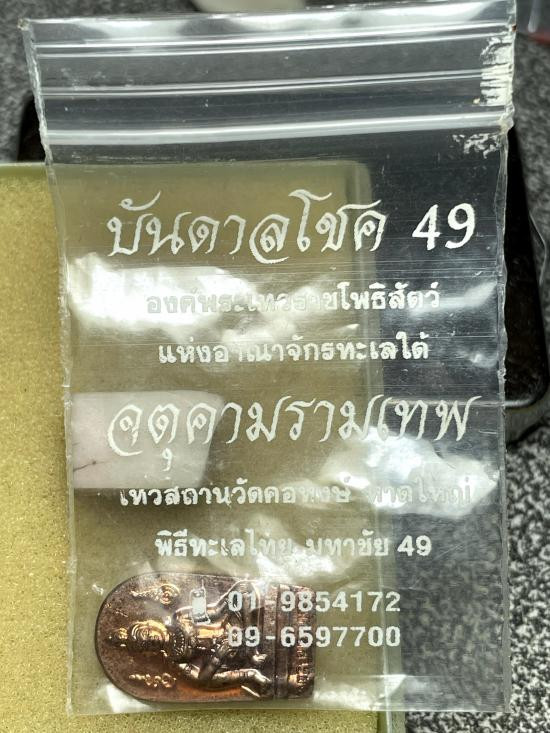 บันดาลโชค 49
องค์พระเทวราชโพธิสัตว์
แห่งอาณาจักรทะเลใต้
จตุคามรามเทพ
เทวสถานวัดคอหงษ์ หาดใหญ่
พิธีทะเลไทย มหาชัย 49
01-9854172
09-6597700